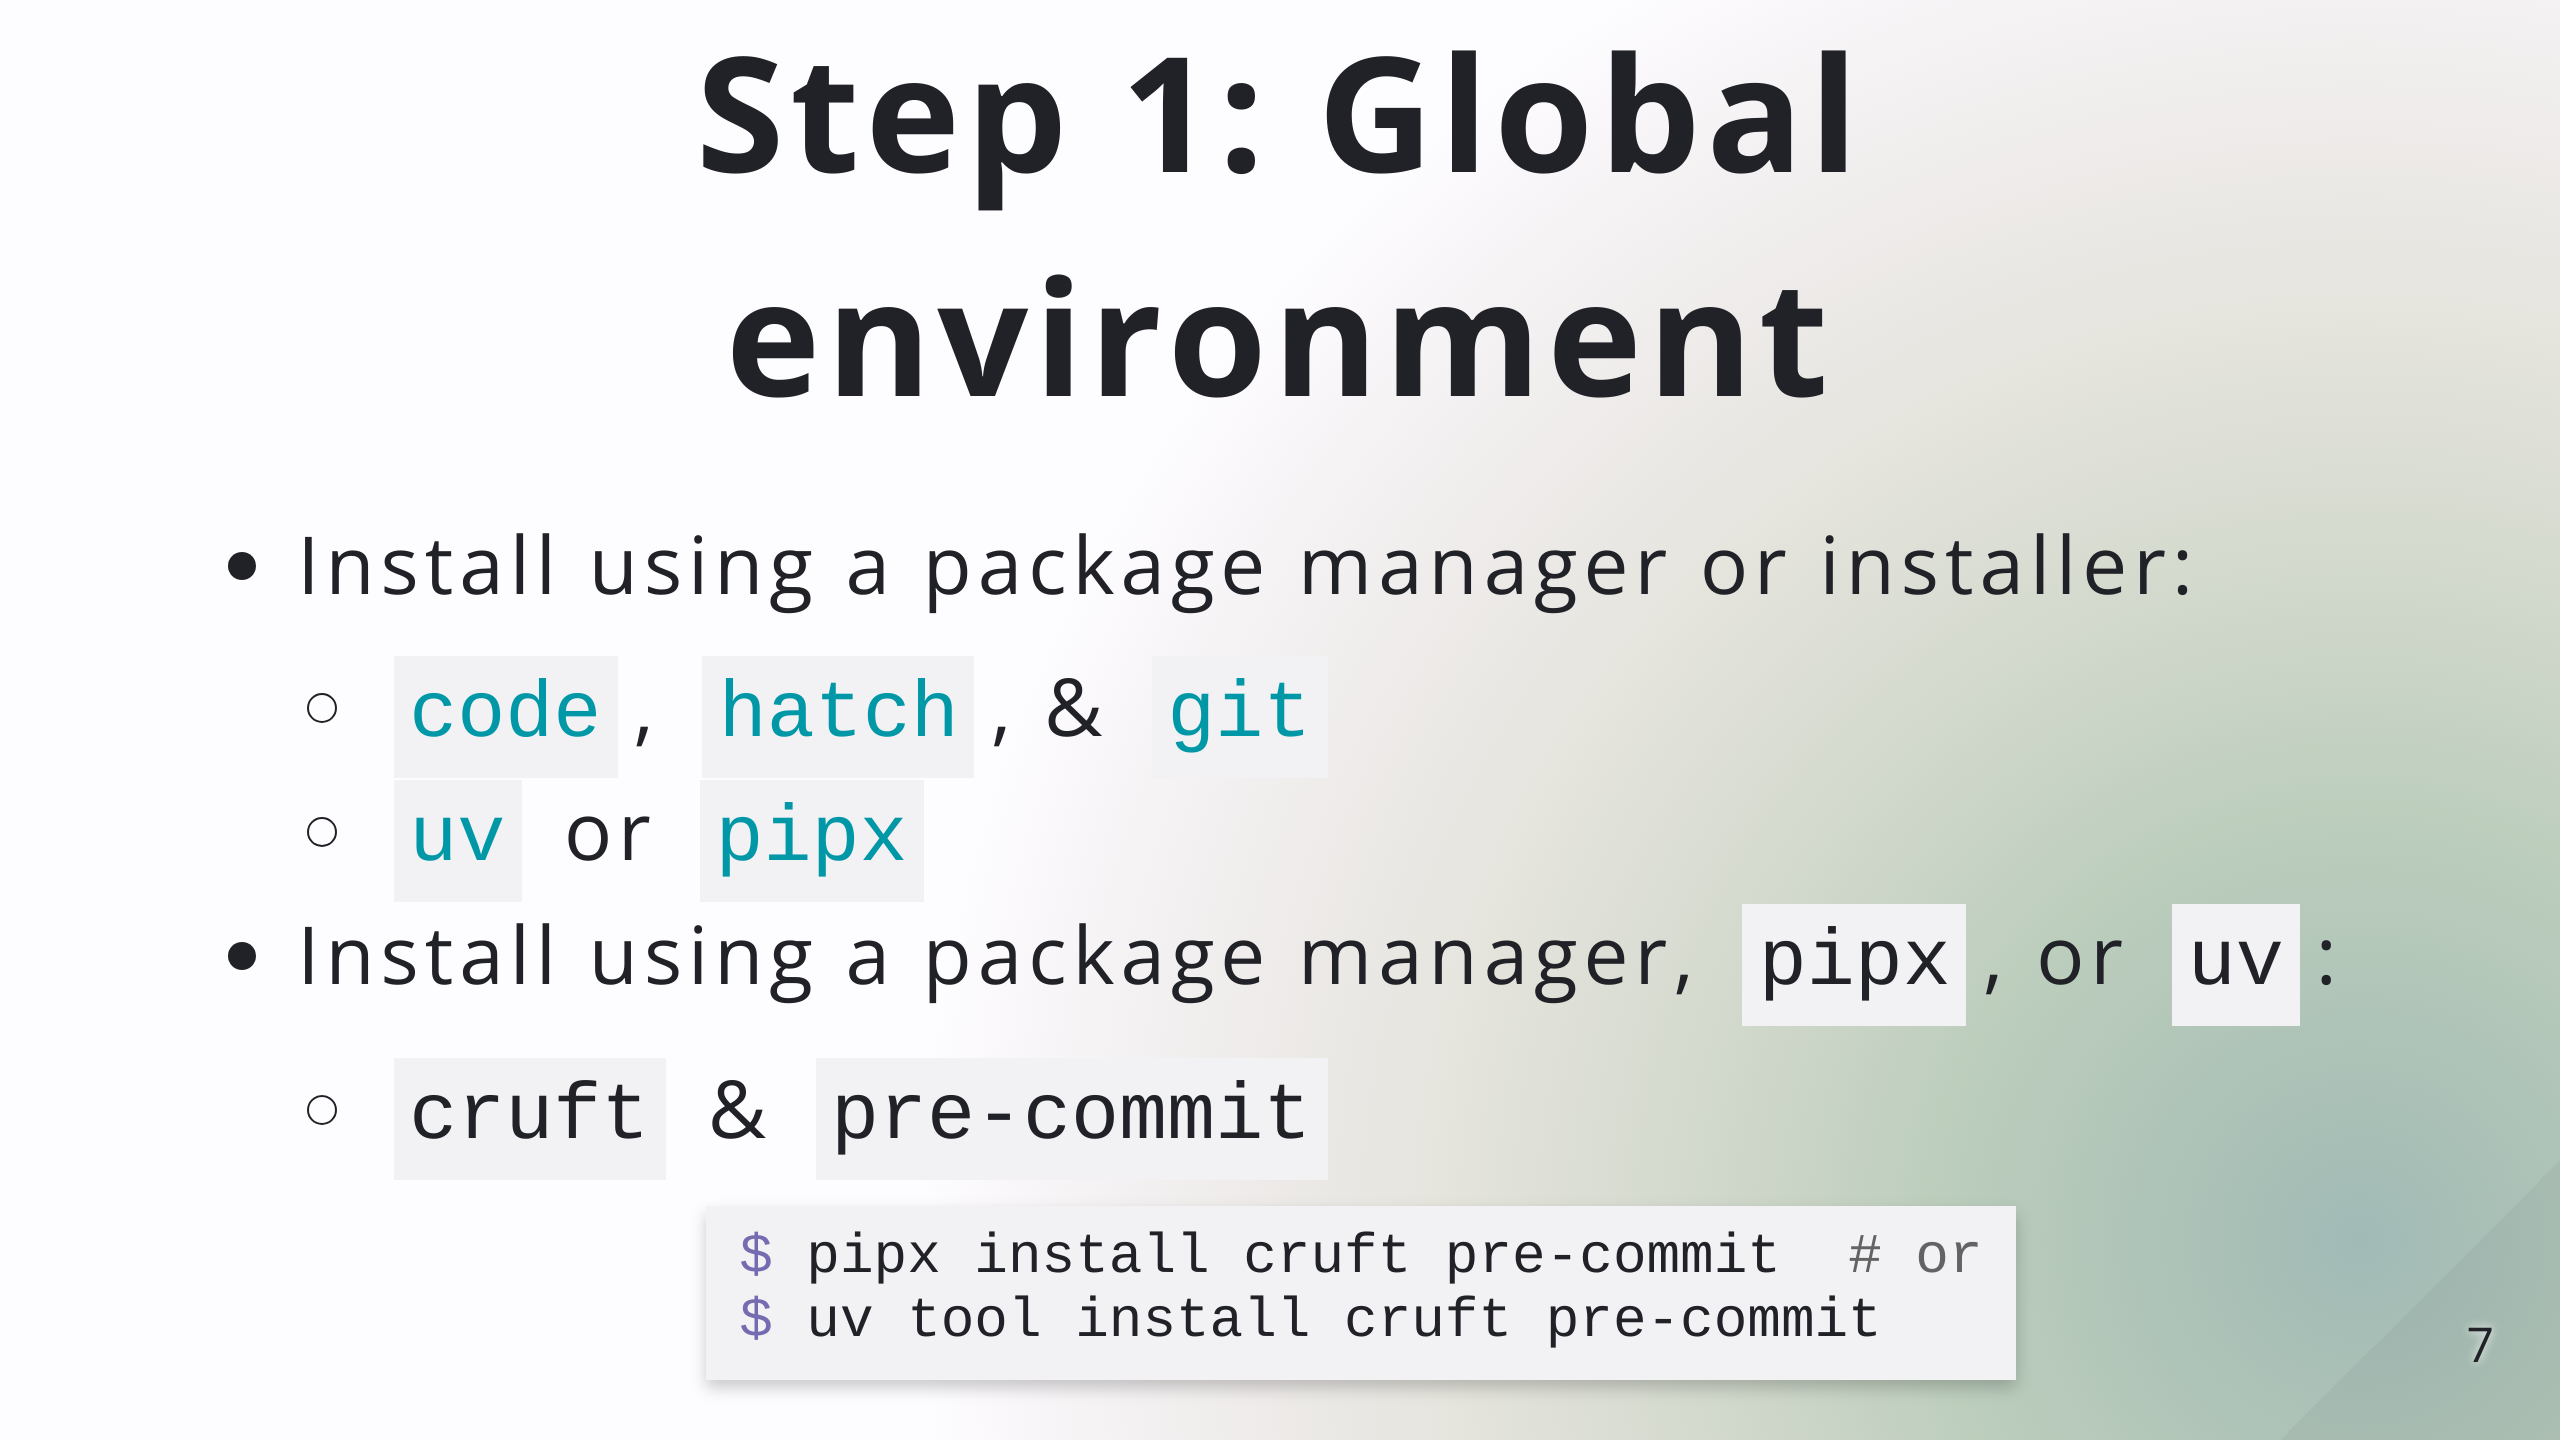 Step 1: Global
environment
• Install using a package manager or installer:
○ code, hatch, & git
○ uv or pipx
• Install using a package manager, pipx, or uv:
○ cruft & pre-commit
$ pipx install cruft pre-commit  # or
$ uv tool install cruft pre-commit
7